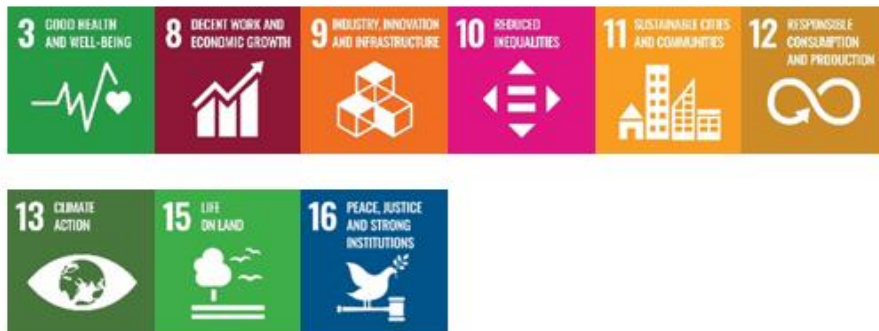 3 GOOD HEALTH
AND WELL-BEING
8 DECENT WORK AND
ECONOMIC GROWTH
9 INDUSTRY, INNOVATION
AND INFRASTRUCTURE
10 REDUCED
INEQUALITIES
11 SUSTAINABLE CITIES
AND COMMUNITIES
12 RESPONSIBLE
CONSUMPTION
AND PRODUCTION
13 CLIMATE
ACTION
15 LIFE
ON LAND
16 PEACE, JUSTICE
AND STRONG
INSTITUTIONS